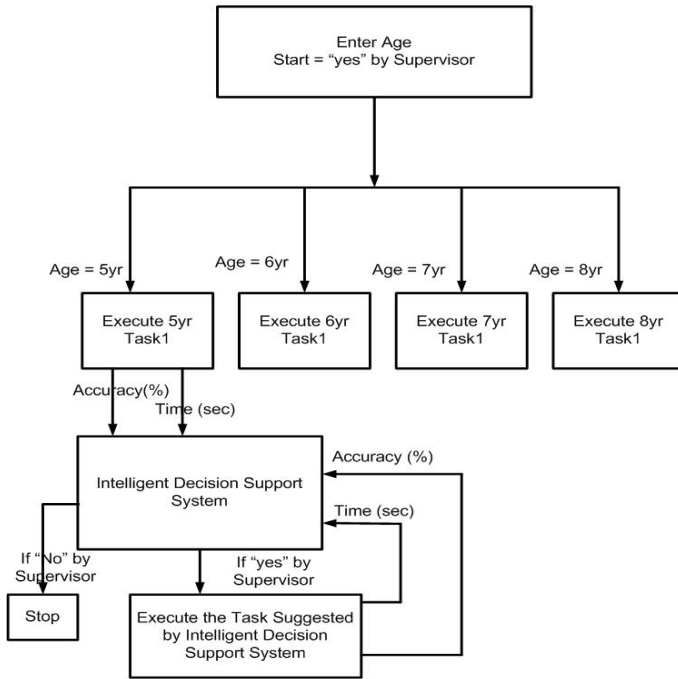 Enter Age
Start = “yes” by Supervisor
Age = 5yr
Age = 6yr
Age = 7yr
Age = 8yr
Execute 5yr
Task1
Execute 6yr
Task1
Execute 7yr
Task1
Execute 8yr
Task1
Accuracy(%)
Time (sec)
Accuracy (%)
Intelligent Decision Support
System
Time (sec)
If “No” by
Supervisor
If “yes” by
Supervisor
Stop
Execute the Task Suggested
by Intelligent Decision
Support System